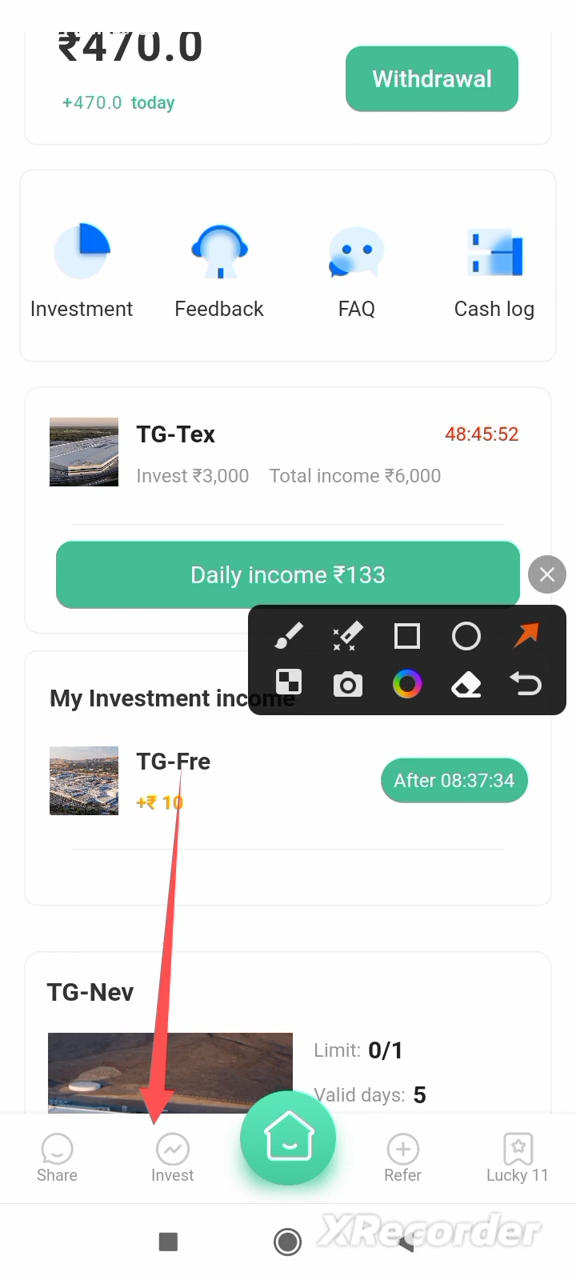 ₹470.0
+470.0 today
Withdrawal
Investment
Feedback
FAQ
Cash log
TG-Tex
48:45:52
Invest ₹3,000 Total income ₹6,000
Daily income ₹133
My Investment income
TG-Fre
+₹ 10
After 08:37:34
TG-Nev
Limit: 0/1
Valid days: 5
Share
Invest
Refer
Lucky 11
XRecorder